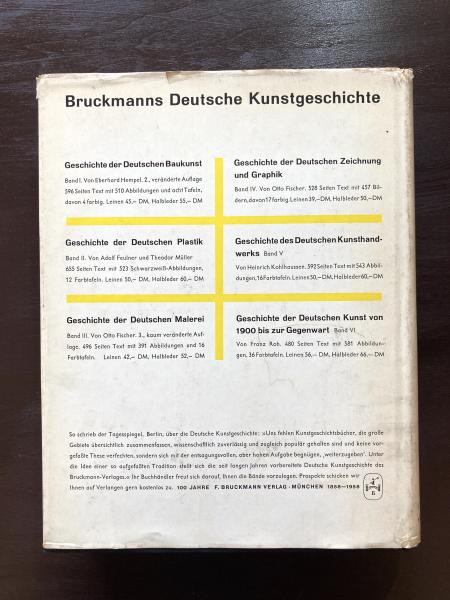 Bruckmanns Deutsche Kunstgeschichte
Geschichte der Deutschen Baukunst
Band I. Von Eberhard Hempel. 2., veränderte Auflage
596 Seiten Text mit 510 Abbildungen und acht Tafeln,
davon 4 farbig. Leinen 45,– DM, Halbleder 55,– DM
Geschichte der Deutschen Zeichnung
und Graphik
Band IV. Von Otto Fischer. 528 Seiten Text mit 457 Bil-
dern, davon 17 farbig. Leinen 39,–DM, Halbleder 50,–DM
Geschichte der Deutschen Plastik
Band II. Von Adolf Feulner und Theodor Müller
655 Seiten Text mit 523 Schwarzweiß-Abbildungen,
12 Farbtafeln. Leinen 50,– DM, Halbleder 60,– DM
Geschichte des Deutschen Kunsthand-
werks Band V
Von Heinrich Kohlhaussen. 592 Seiten Text mit 543 Abbil-
dungen, 16 Farbtafeln. Leinen 50,–DM, Halbleder 60,–DM
Geschichte der Deutschen Malerei
Band III. Von Otto Fischer. 3., kaum veränderte Auf-
lage. 496 Seiten Text mit 391 Abbildungen und 16
Farbtafeln. Leinen 42,– DM, Halbleder 52,– DM
Geschichte der Deutschen Kunst von
1900 bis zur Gegenwart Band VI
Von Franz Roh. 480 Seiten Text mit 581 Abbildun-
gen, 36 Farbtafeln. Leinen 56,– DM, Halbleder 66,– DM
So schrieb der Tagesspiegel, Berlin, über die Deutsche Kunstgeschichte: »Uns fehlen Kunstgeschichtsbücher, die große
Gebiete übersichtlich zusammenfassen, wissenschaftlich zuverlässig und zugleich populär gehalten sind und keine vor-
gefaßte These verfechten, sondern sich mit der entsagungsvollen, aber hohen Aufgabe begnügen, ‚weiterzugeben'. Unter
die Idee einer so aufgefaßten Tradition stellt sich die seit langen Jahren vorbereitete Deutsche Kunstgeschichte des
Bruckmann-Verlages.« Ihr Buchhändler freut sich darauf, Ihnen die Bände vorzulegen. Prospekte schicken wir
Ihnen auf Verlangen gern kostenlos zu. 100 JAHRE F. BRUCKMANN VERLAG · MÜNCHEN 1858–1958